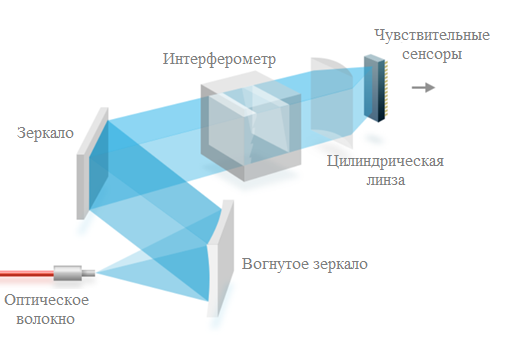 Чувствительные
сенсоры
Интерферометр
Зеркало
Цилиндрическая
линза
Вогнутое зеркало
Оптическое
волокно